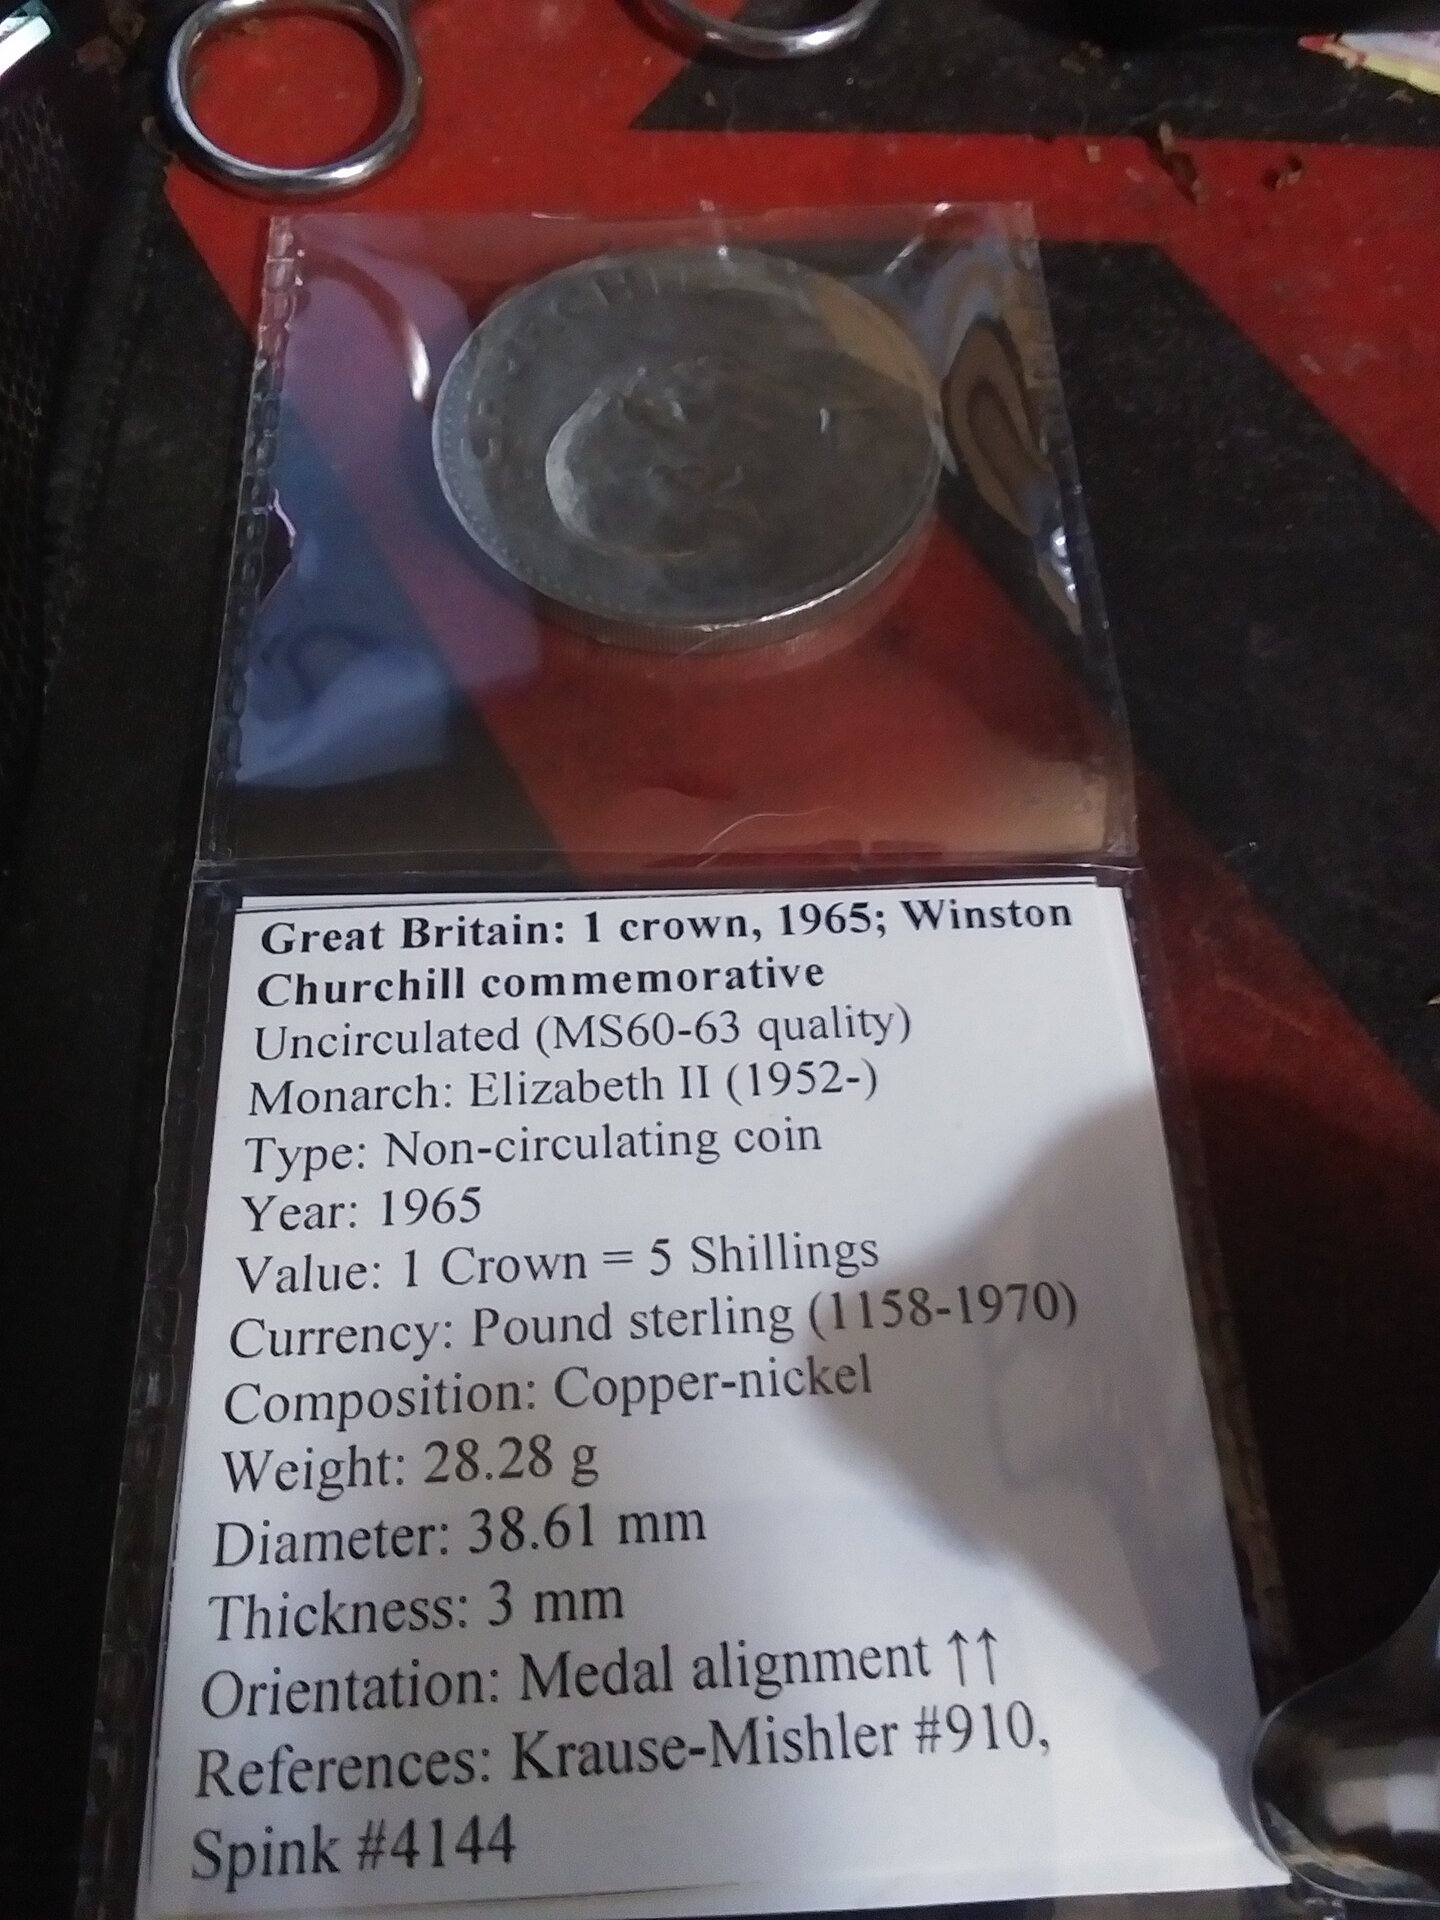 Great Britain: 1 crown, 1965; Winston
Churchill commemorative
Uncirculated (MS60-63 quality)
Monarch: Elizabeth II (1952-)
Type: Non-circulating coin
Year: 1965
Value: 1 Crown = 5 Shillings
Currency: Pound sterling (1158-1970)
Composition: Copper-nickel
Weight: 28.28 g
Diameter: 38.61 mm
Thickness: 3 mm
Orientation: Medal alignment ↑↑
References: Krause-Mishler #910,
Spink #4144